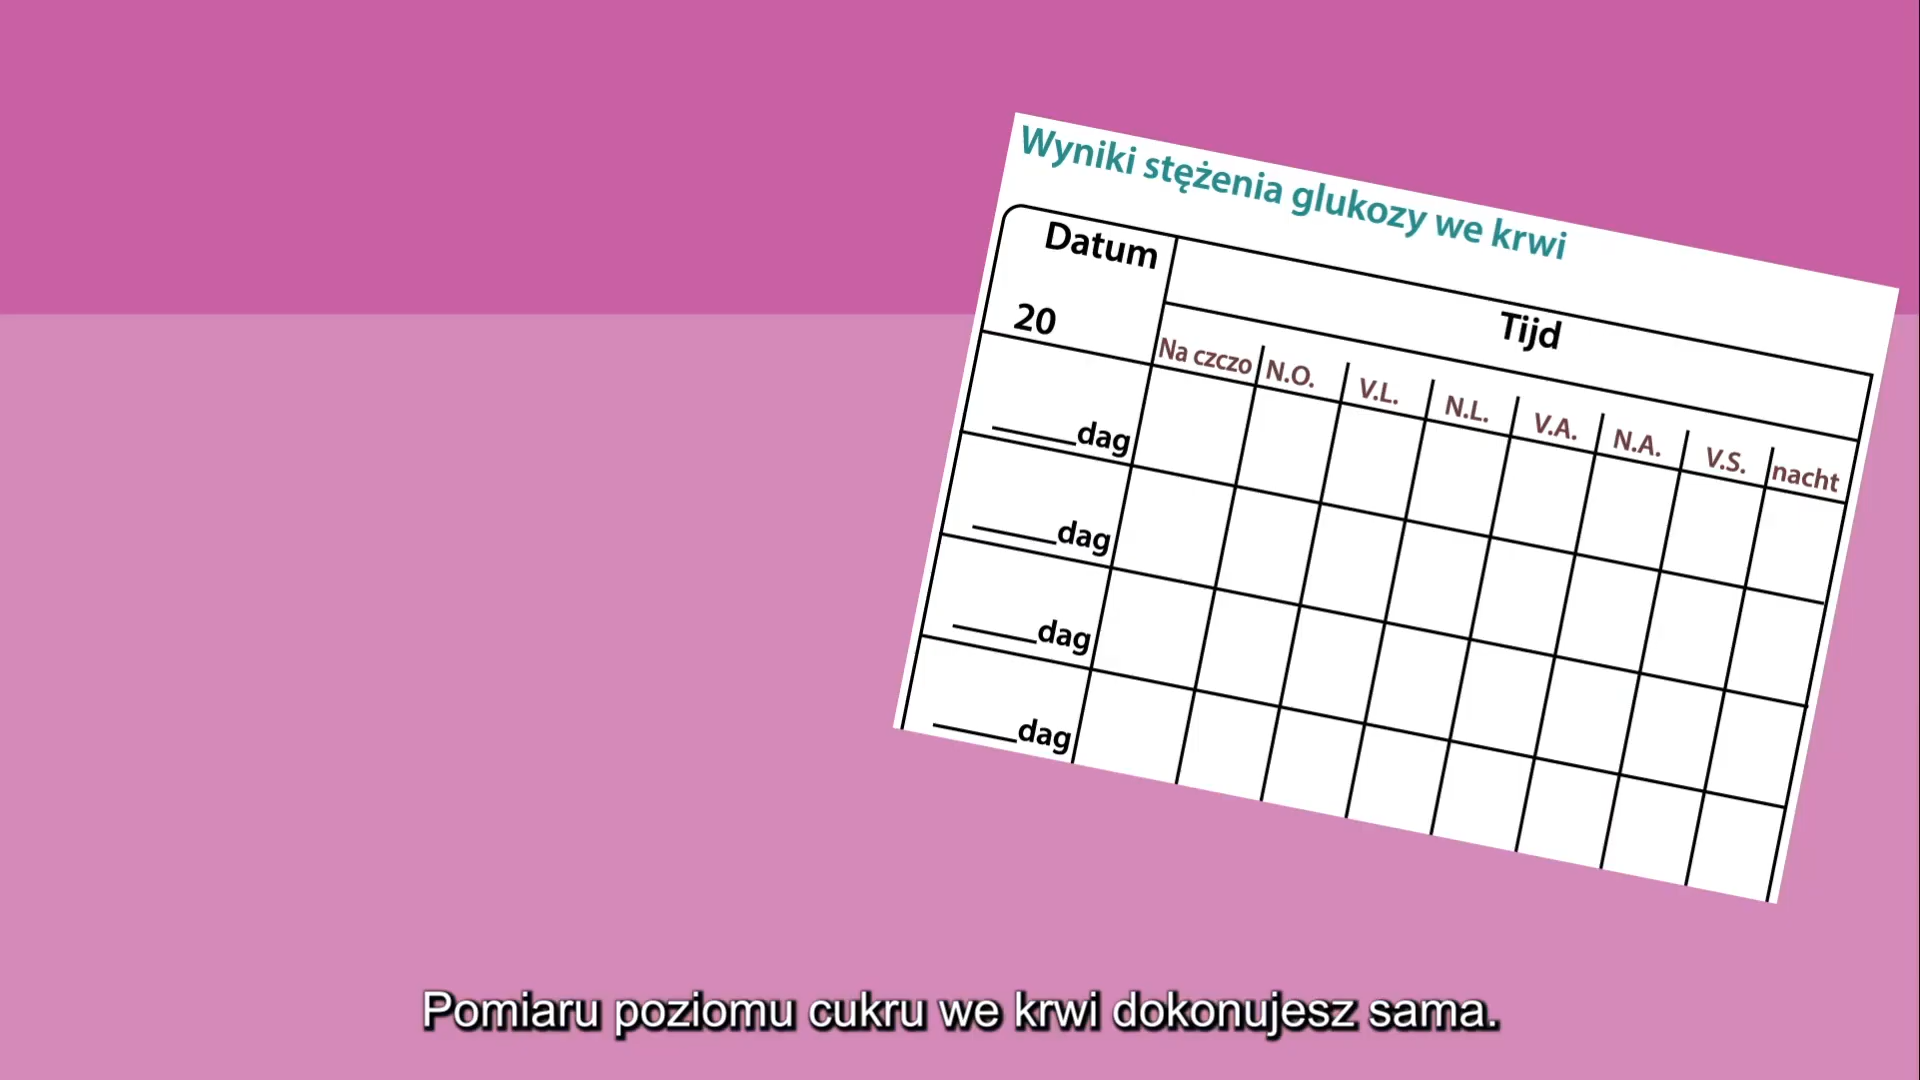 Wyniki stężenia glukozy we krwi
Datum
20
Tijd
Na czczo N.O. V.L. N.L. V.A. N.A. V.S. nacht
_____dag
_____dag
_____dag
_____dag
Pomiaru poziomu cukru we krwi dokonujesz sama.